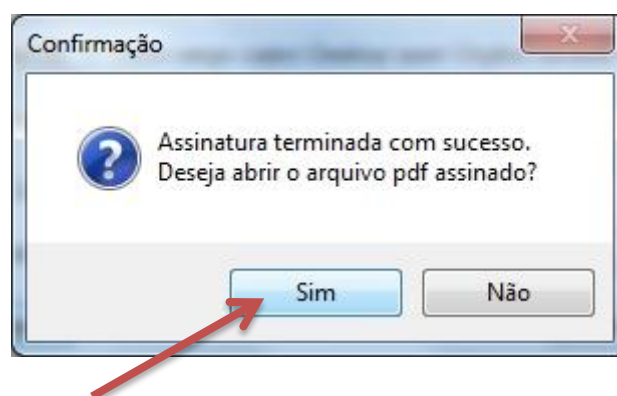 Confirmação
Assinatura terminada com sucesso.
Deseja abrir o arquivo pdf assinado?
Sim
Não